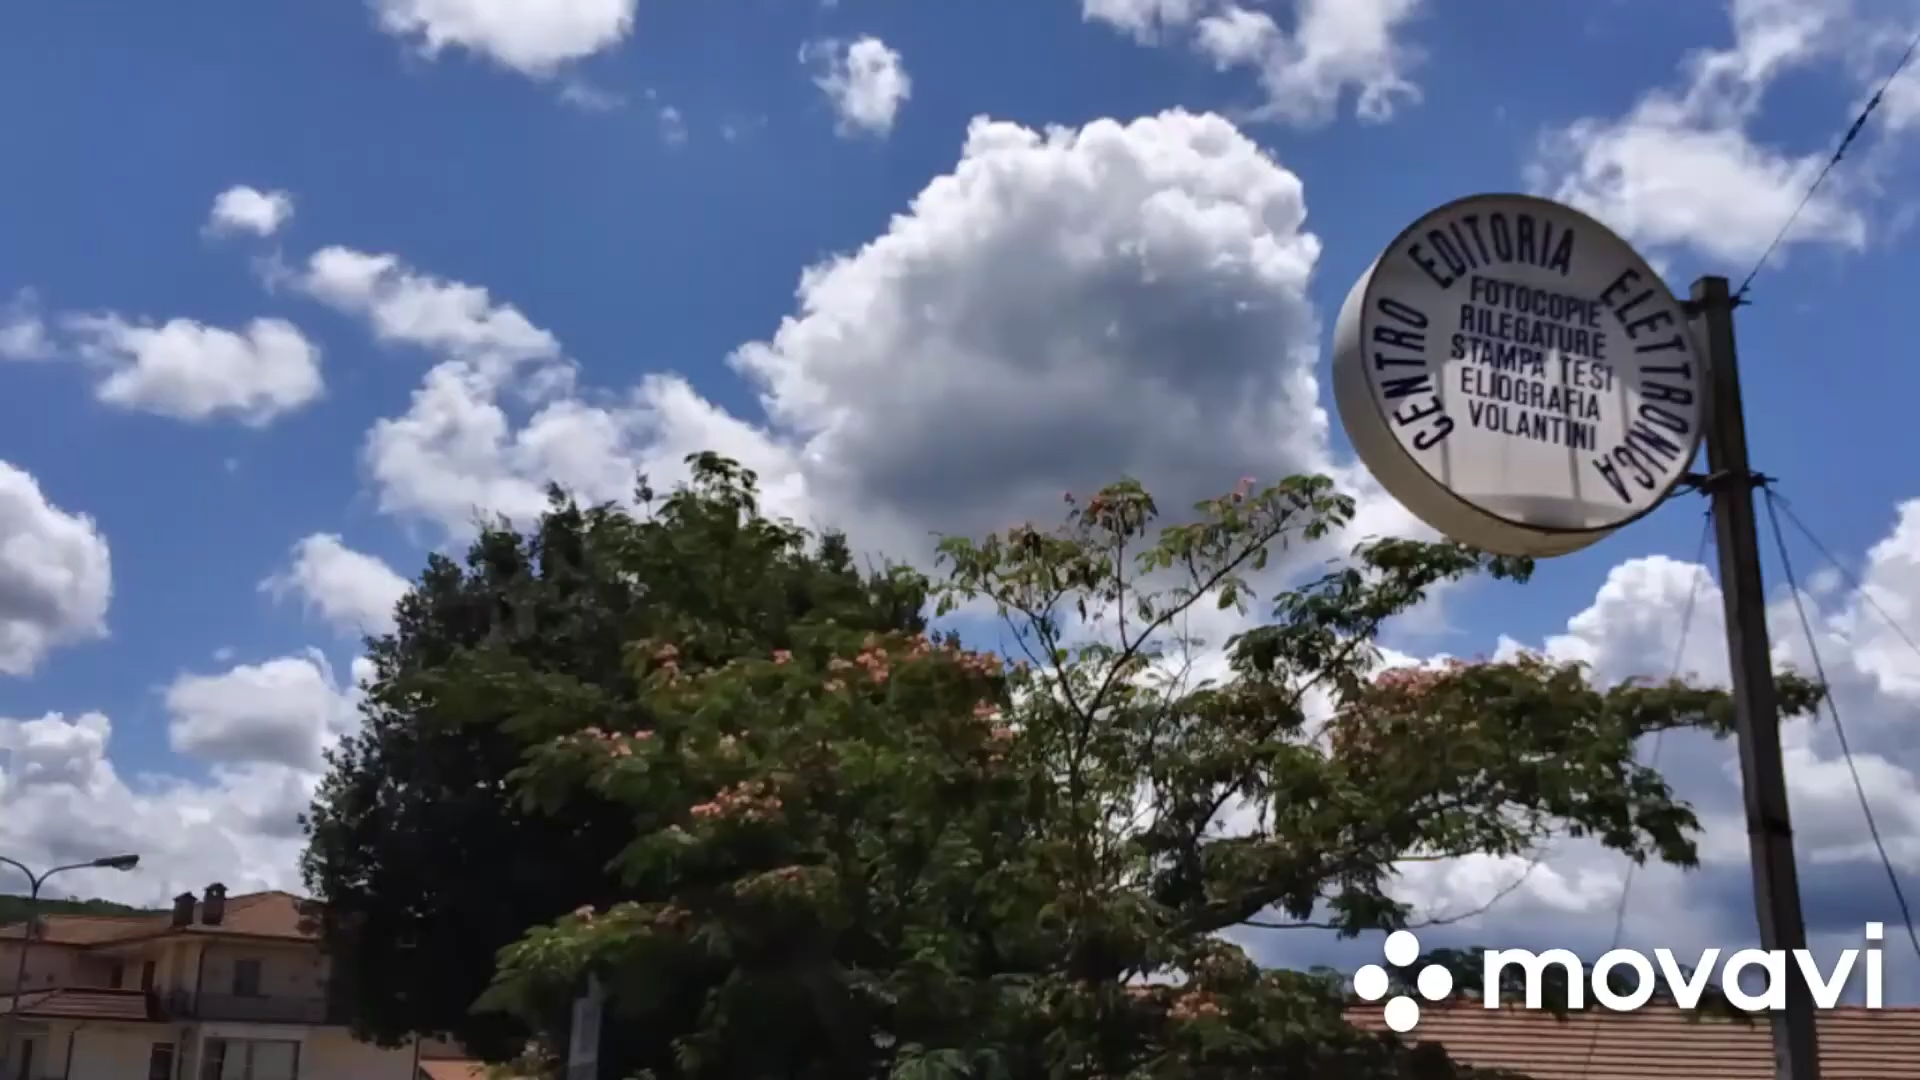 CENTRO EDITORIA ELETTRONICA
FOTOCOPIE
RILEGATURE
STAMPA TESI
ELIOGRAFIA
VOLANTINI
movavi